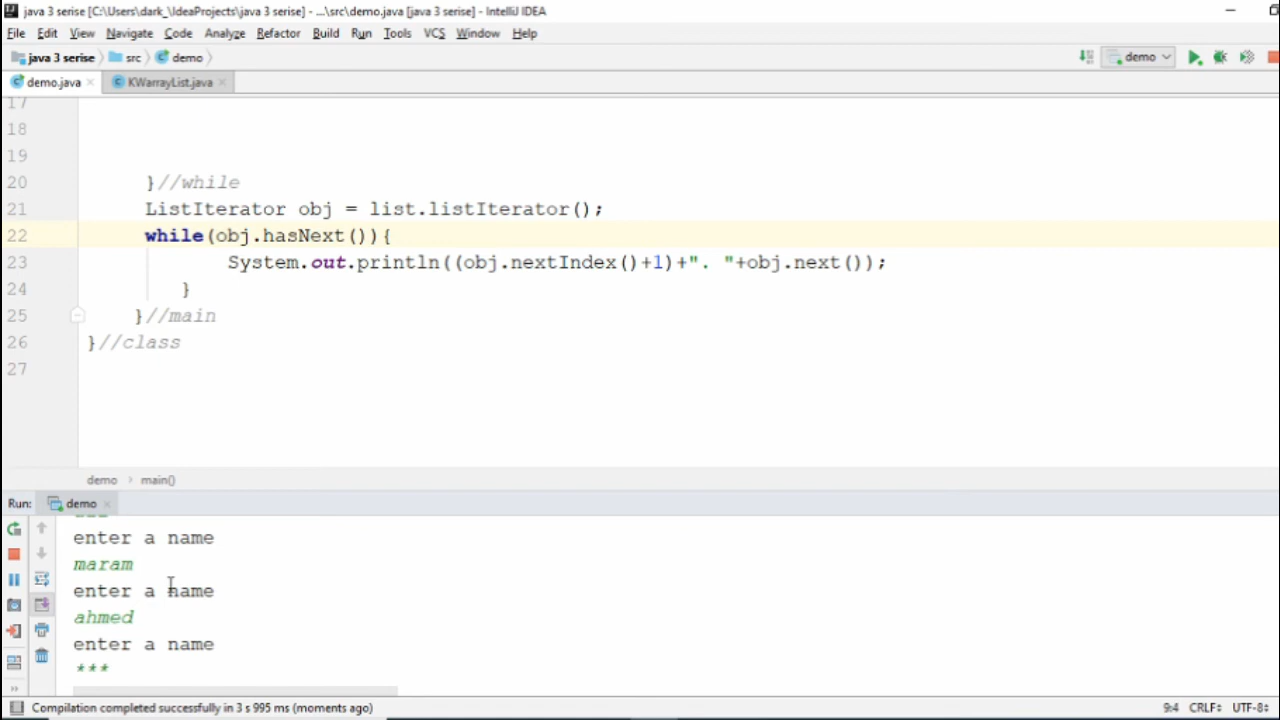 java 3 serise [C:\Users\dark_\IdeaProjects\java 3 serise] - ...\src\demo.java [java 3 serise] - IntelliJ IDEA
File Edit View Navigate Code Analyze Refactor Build Run Tools VCS Window Help
java 3 serise src demo demo
demo.java KWarrayList.java
17
18
19
20 }//while
21 ListIterator obj = list.listIterator();
22 while(obj.hasNext()){
23 System.out.println((obj.nextIndex()+1)+". "+obj.next());
24 }
25 }//main
26 }//class
27
demo main()
Run: demo
enter a name
maram
enter a name
ahmed
enter a name
***
Compilation completed successfully in 3 s 995 ms (moments ago) 9:4 CRLF UTF-8